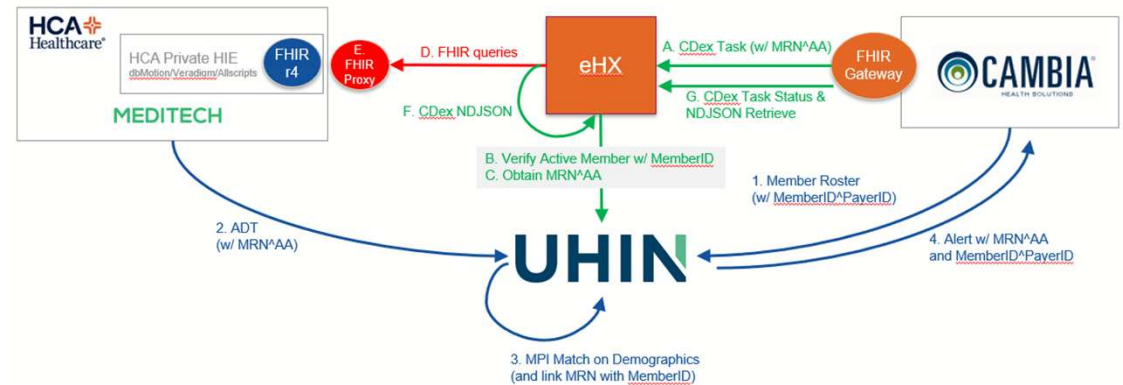 HCA
Healthcare®
HCA Private HIE
dbMotion/Veradigm/Allscripts
MEDITECH
FHIR
r4
E.
FHIR
Proxy
D. FHIR queries
eHX
F. CDex NDJSON
A. CDex Task (w/ MRN^AA)
G. CDex Task Status &
NDJSON Retrieve
FHIR
Gateway
CAMBIA®
HEALTH SOLUTIONS
B. Verify Active Member w/ MemberID
C. Obtain MRN^AA
1. Member Roster
(w/ MemberID^PayerID)
2. ADT
(w/ MRN^AA)
4. Alert w/ MRN^AA
and MemberID^PayerID
UHIN
3. MPI Match on Demographics
(and link MRN with MemberID)